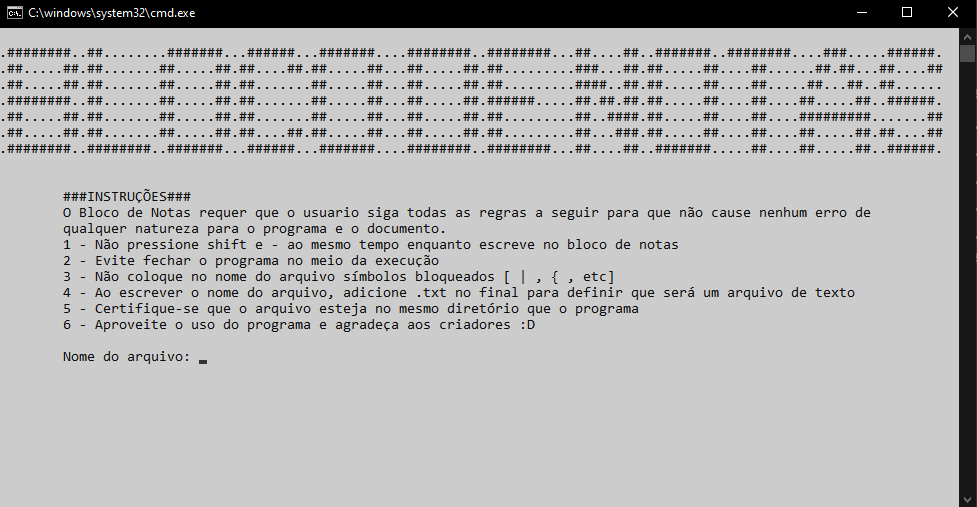 C:\windows\system32\cmd.exe
.########..##........#######...######...#######....########..########...##....##..#######..########....###.....######.
.##.....##.##.......##.....##.##....##.##.....##...##.....##.##.........###...##.##.....##....##......##.##...##....##
.##.....##.##.......##.....##.##.......##.....##...##.....##.##.........####..##.##.....##....##.....##...##..##......
.########..##.......##.....##.##.......##.....##...##.....##.######.....##.##.##.##.....##....##....##.....##..######.
.##.....##.##.......##.....##.##.......##.....##...##.....##.##.........##..####.##.....##....##....#########.......##
.##.....##.##.......##.....##.##....##.##.....##...##.....##.##.........##...###.##.....##....##....##.....##.##....##
.########..########..#######...######...#######....########..########...##....##..#######.....##....##.....##..######.
###INSTRUÇÕES###
O Bloco de Notas requer que o usuario siga todas as regras a seguir para que não cause nenhum erro de
qualquer natureza para o programa e o documento.
1 - Não pressione shift e - ao mesmo tempo enquanto escreve no bloco de notas
2 - Evite fechar o programa no meio da execução
3 - Não coloque no nome do arquivo símbolos bloqueados [ | , { , etc]
4 - Ao escrever o nome do arquivo, adicione .txt no final para definir que será um arquivo de texto
5 - Certifique-se que o arquivo esteja no mesmo diretório que o programa
6 - Aproveite o uso do programa e agradeça aos criadores :D
Nome do arquivo: